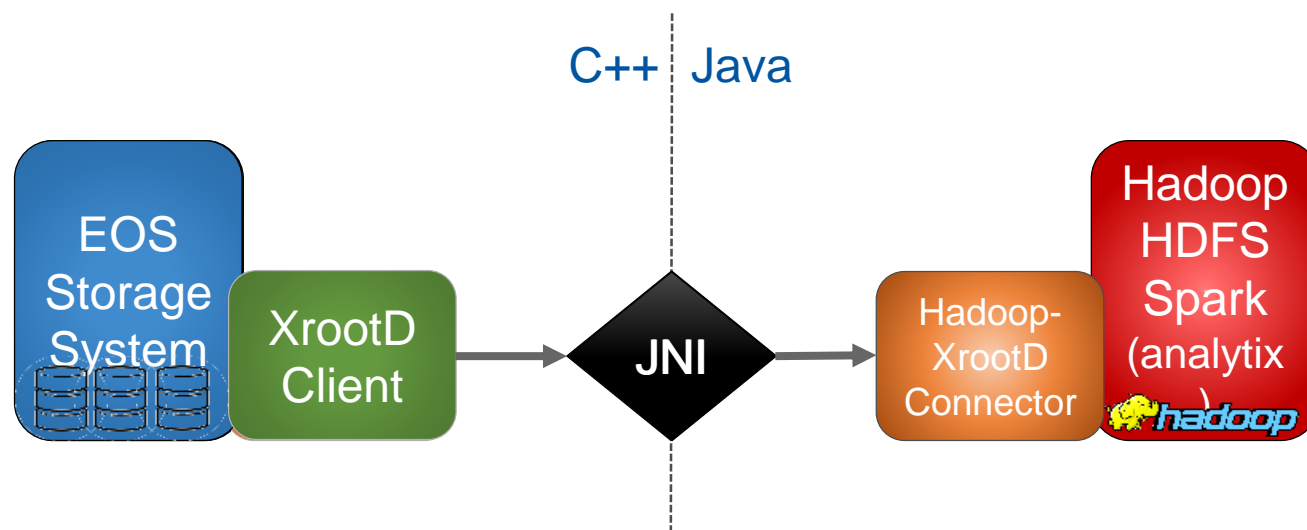 C++ Java
EOS
Storage
System
XrootD
Client
JNI
Hadoop-
XrootD
Connector
Hadoop
HDFS
Spark
(analytix
)
hadoop